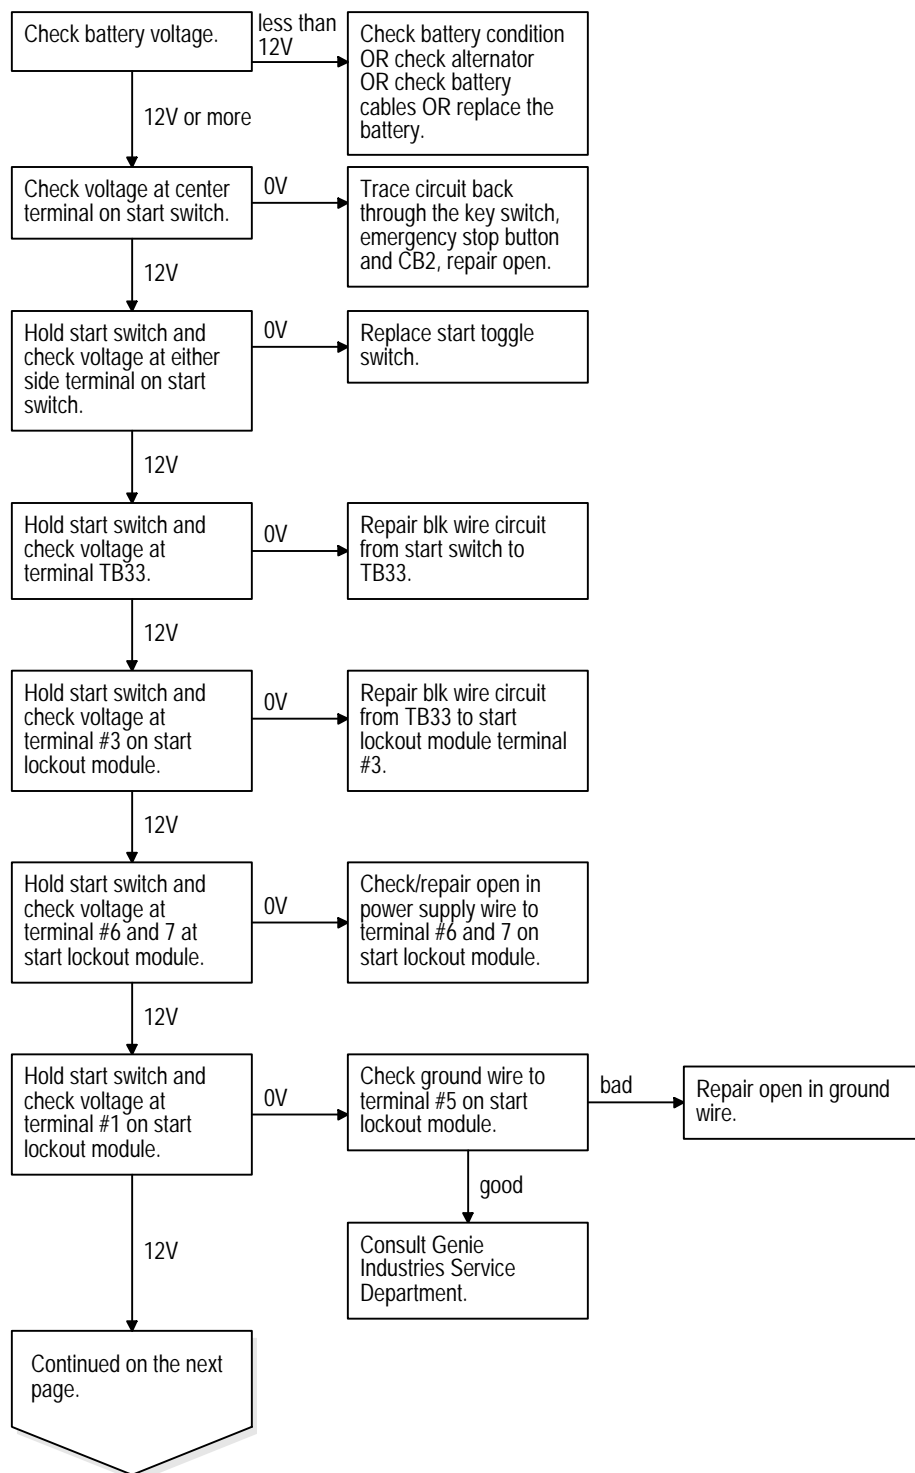 Check battery voltage.
less than
12V
Check battery condition
OR check alternator
OR check battery
cables OR replace the
battery.
12V or more
Check voltage at center
terminal on start switch.
0V
Trace circuit back
through the key switch,
emergency stop button
and CB2, repair open.
12V
Hold start switch and
check voltage at either
side terminal on start
switch.
0V
Replace start toggle
switch.
12V
Hold start switch and
check voltage at
terminal TB33.
0V
Repair blk wire circuit
from start switch to
TB33.
12V
Hold start switch and
check voltage at
terminal #3 on start
lockout module.
0V
Repair blk wire circuit
from TB33 to start
lockout module terminal
#3.
12V
Hold start switch and
check voltage at
terminal #6 and 7 at
start lockout module.
0V
Check/repair open in
power supply wire to
terminal #6 and 7 on
start lockout module.
12V
Hold start switch and
check voltage at
terminal #1 on start
lockout module.
0V
Check ground wire to
terminal #5 on start
lockout module.
bad
Repair open in ground
wire.
good
Consult Genie
Industries Service
Department.
12V
Continued on the next
page.